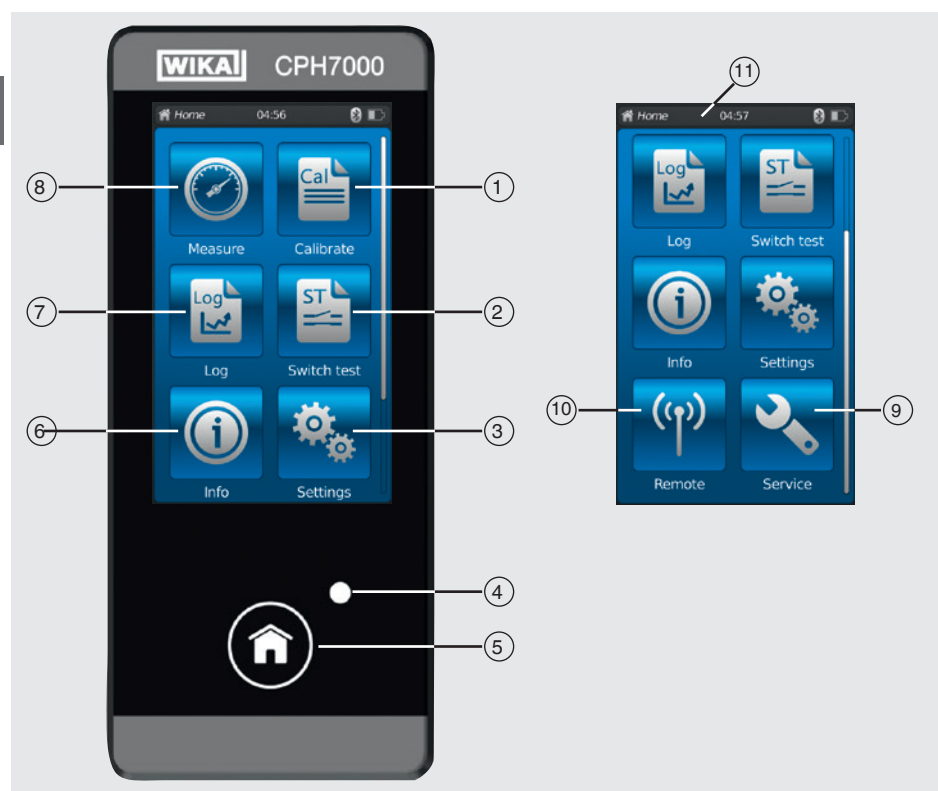 WIKA CPH7000
Home 04:56
Cal
Measure Calibrate
Log ST
Log Switch test
i
Info Settings
8
1
7
2
6
3
4
5
11
Home 04:57
Log ST
Log Switch test
i
Info Settings
10
9
Remote Service